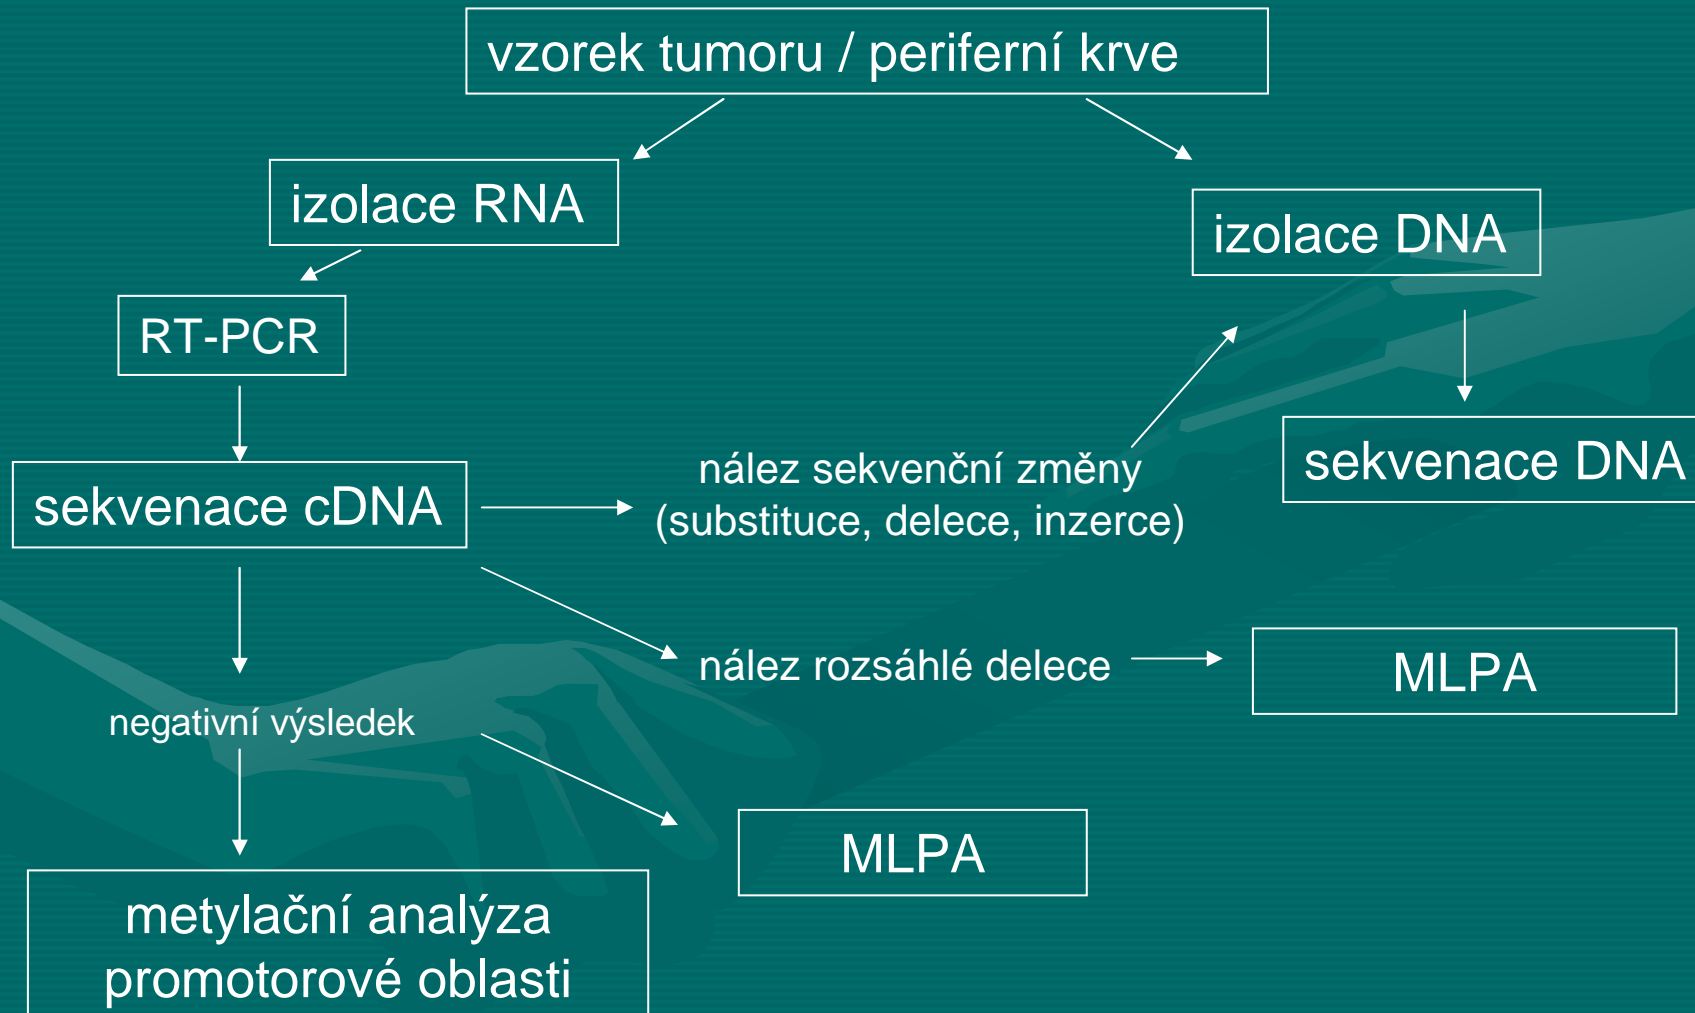 vzorek tumoru / periferní krve
izolace RNA
izolace DNA
RT-PCR
sekvenace cDNA
nález sekvenční změny
(substituce, delece, inzerce)
sekvenace DNA
nález rozsáhlé delece
MLPA
negativní výsledek
MLPA
metylační analýza
promotorové oblasti